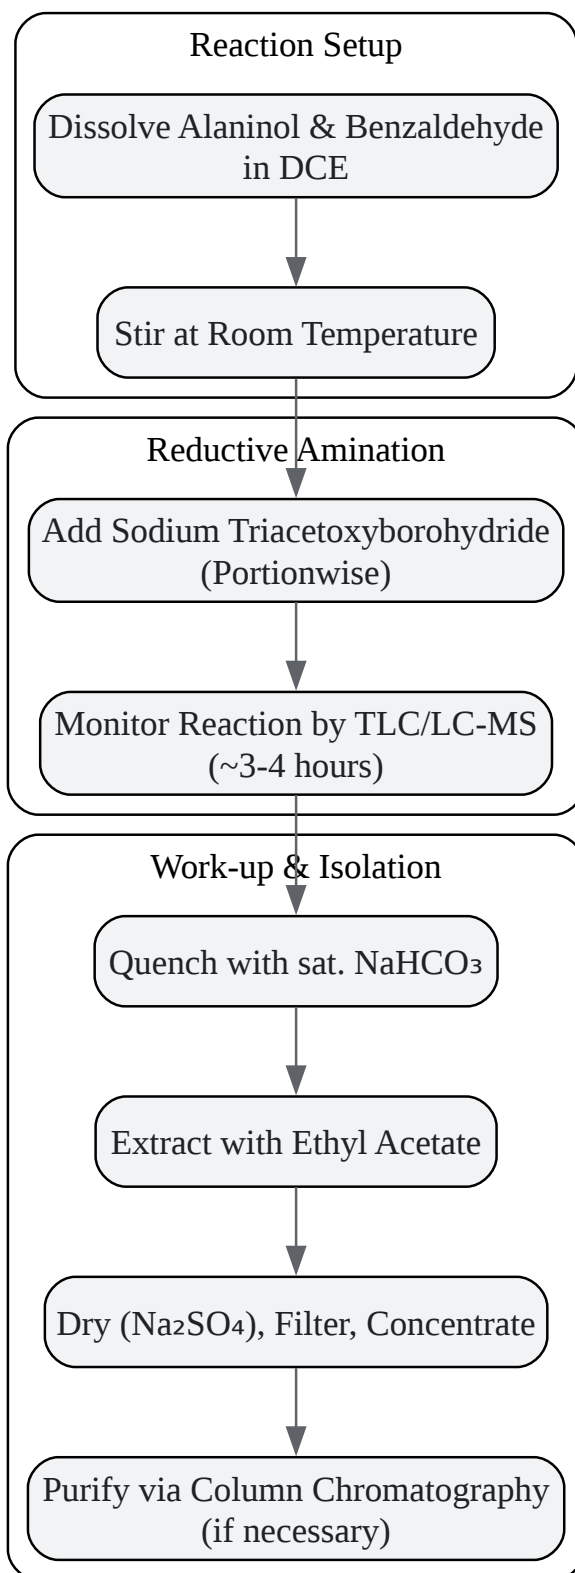 Reaction Setup
Dissolve Alaninol & Benzaldehyde
in DCE
Stir at Room Temperature
Reductive Amination
Add Sodium Triacetoxyborohydride
(Portionwise)
Monitor Reaction by TLC/LC-MS
(~3-4 hours)
Work-up & Isolation
Quench with sat. NaHCO₃
Extract with Ethyl Acetate
Dry (Na₂SO₄), Filter, Concentrate
Purify via Column Chromatography
(if necessary)